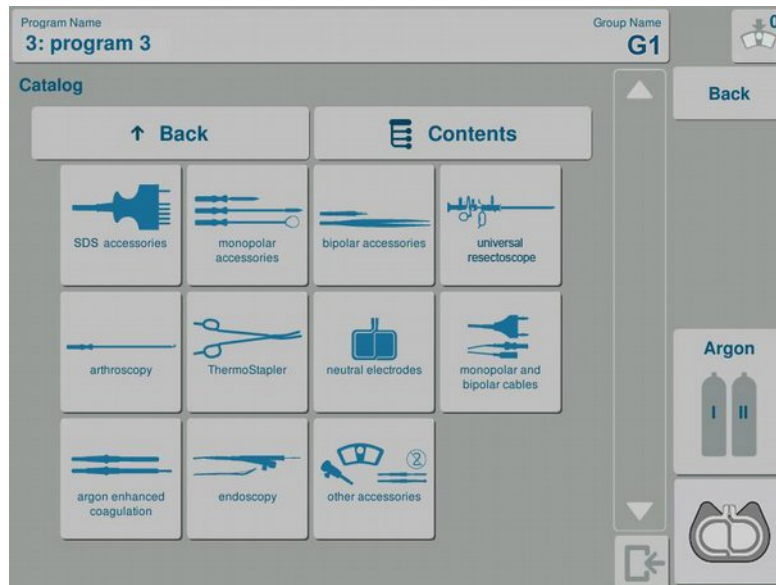 Program Name
3: program 3
Group Name
G1
0
Catalog
Back
Back
Contents
SDS accessories
monopolar
accessories
bipolar accessories
universal
resectoscope
arthroscopy
ThermoStapler
neutral electrodes
monopolar and
bipolar cables
Argon
I II
argon enhanced
coagulation
endoscopy
2
other accessories